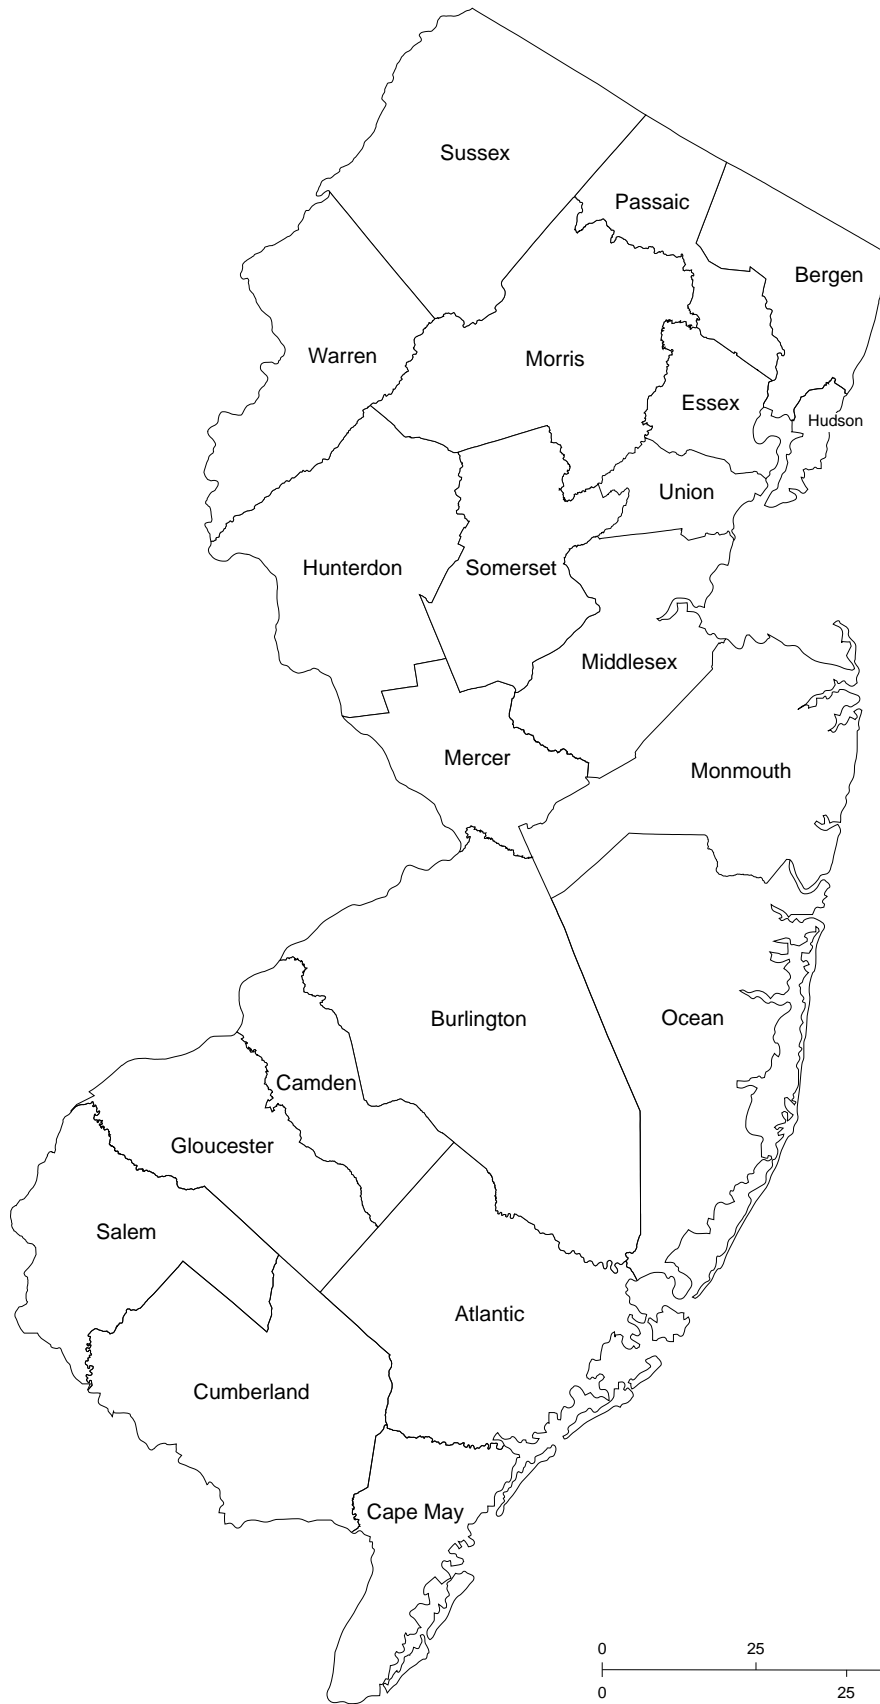 Sussex
Passaic
Bergen
Warren
Morris
Essex
Hudson
Union
Hunterdon
Somerset
Middlesex
Mercer
Monmouth
Burlington
Ocean
Camden
Gloucester
Salem
Atlantic
Cumberland
Cape May
0 25
0 25